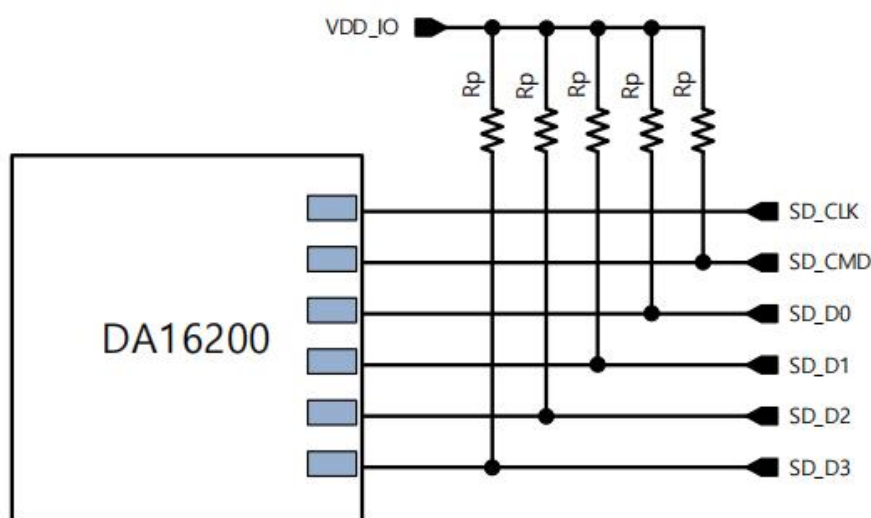 VDD_IO
Rp
Rp
Rp
Rp
Rp
SD_CLK
SD_CMD
SD_D0
DA16200
SD_D1
SD_D2
SD_D3